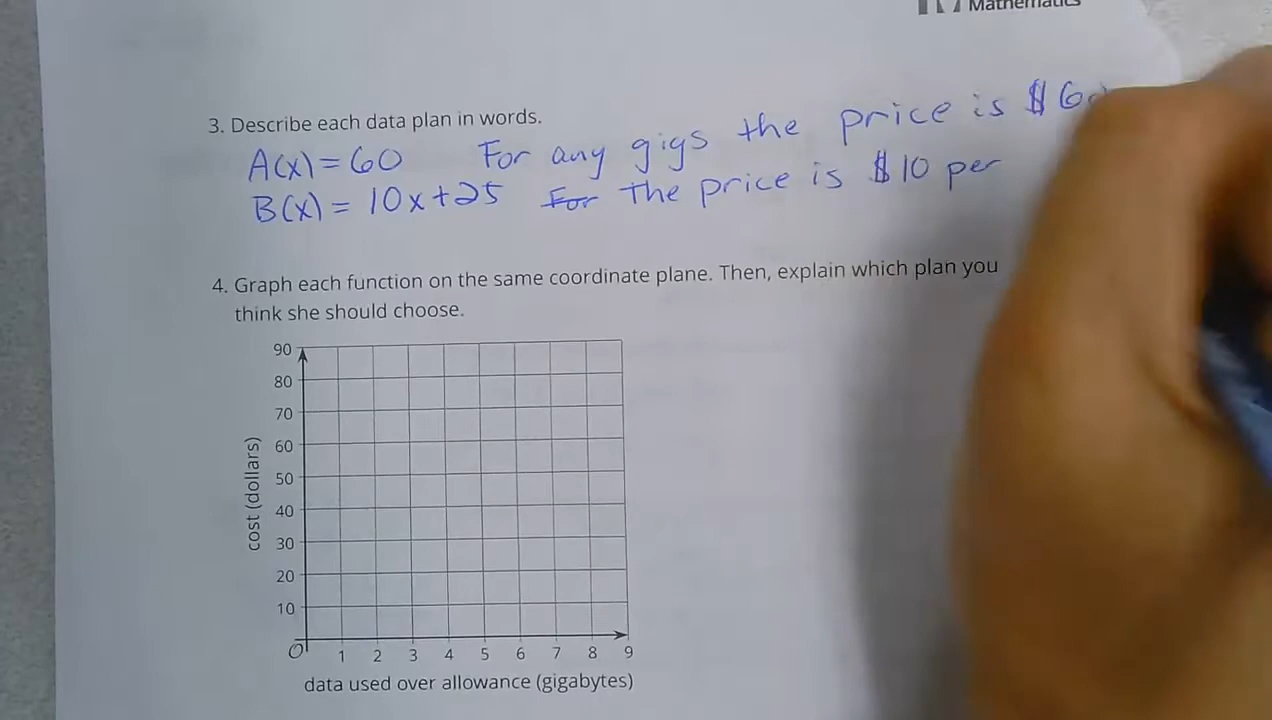 Mathematics
3. Describe each data plan in words.
A(x)=60 For any gigs the price is $60
B(x) = 10x+25 For The price is $10 per
4. Graph each function on the same coordinate plane. Then, explain which plan you
think she should choose.
90
80
70
60
50
40
30
20
10
cost (dollars)
O 1 2 3 4 5 6 7 8 9
data used over allowance (gigabytes)